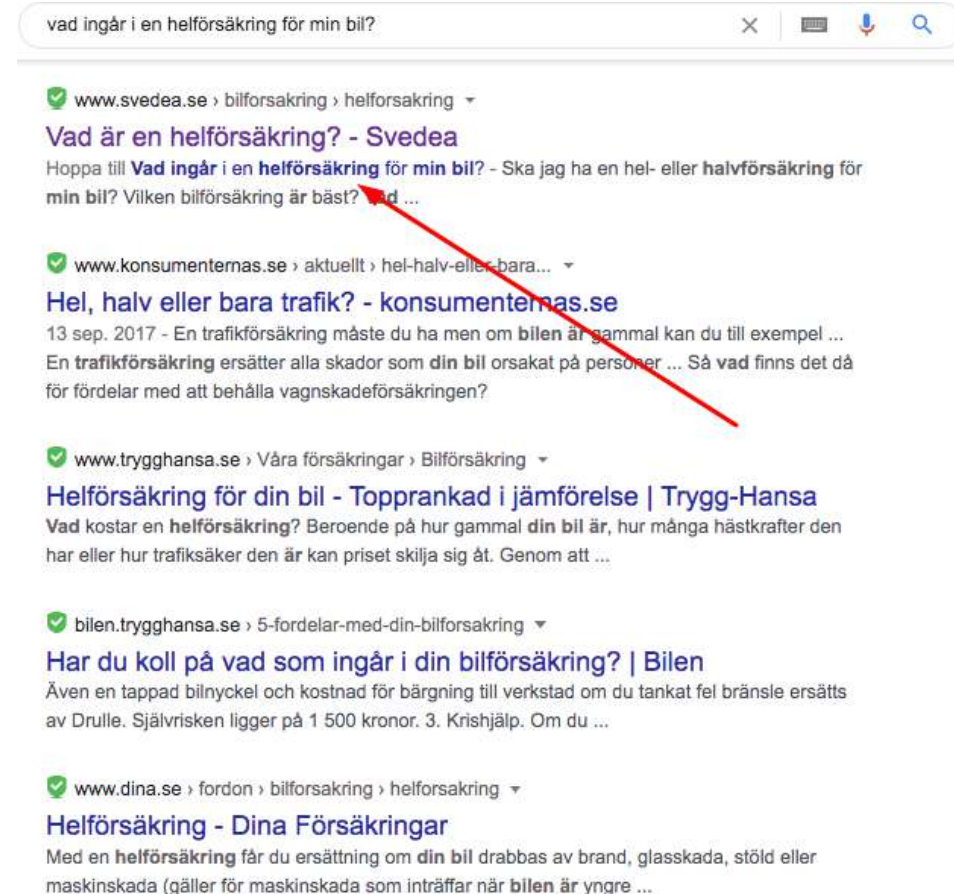 vad ingår i en helförsäkring för min bil?
www.svedea.se › bilforsakring › helforsakring
Vad är en helförsäkring? - Svedea
Hoppa till Vad ingår i en helförsäkring för min bil? - Ska jag ha en hel- eller halvförsäkring för
min bil? Vilken bilförsäkring är bäst? Vad ...
www.konsumenternas.se › aktuellt › hel-halv-eller-bara...
Hel, halv eller bara trafik? - konsumenternas.se
13 sep. 2017 - En trafikförsäkring måste du ha men om bilen är gammal kan du till exempel ...
En trafikförsäkring ersätter alla skador som din bil orsakat på personer ... Så vad finns det då
för fördelar med att behålla vagnskadeförsäkringen?
www.trygghansa.se › Våra försäkringar › Bilförsäkring
Helförsäkring för din bil - Topprankad i jämförelse | Trygg-Hansa
Vad kostar en helförsäkring? Beroende på hur gammal din bil är, hur många hästkrafter den
har eller hur trafiksäker den är kan priset skilja sig åt. Genom att ...
bilen.trygghansa.se › 5-fordelar-med-din-bilforsakring
Har du koll på vad som ingår i din bilförsäkring? | Bilen
Även en tappad bilnyckel och kostnad för bärgning till verkstad om du tankat fel bränsle ersätts
av Drulle. Självrisken ligger på 1 500 kronor. 3. Krishjälp. Om du ...
www.dina.se › fordon › bilforsakring › helforsakring
Helförsäkring - Dina Försäkringar
Med en helförsäkring får du ersättning om din bil drabbas av brand, glasskada, stöld eller
maskinskada (gäller för maskinskada som inträffar när bilen är yngre ...